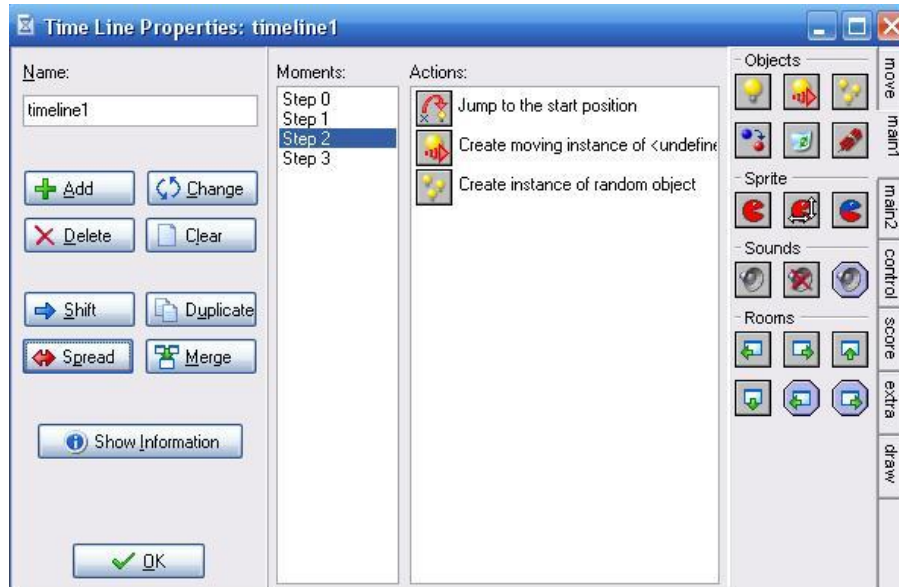 Time Line Properties: timeline1
Name:
timeline1
Add
Change
Delete
Clear
Shift
Duplicate
Spread
Merge
Show Information
OK
Moments:
Step 0
Step 1
Step 2
Step 3
Actions:
Jump to the start position
Create moving instance of <undefine
Create instance of random object
Objects
Sprite
Sounds
Rooms
move
main1
main2
control
score
extra
draw